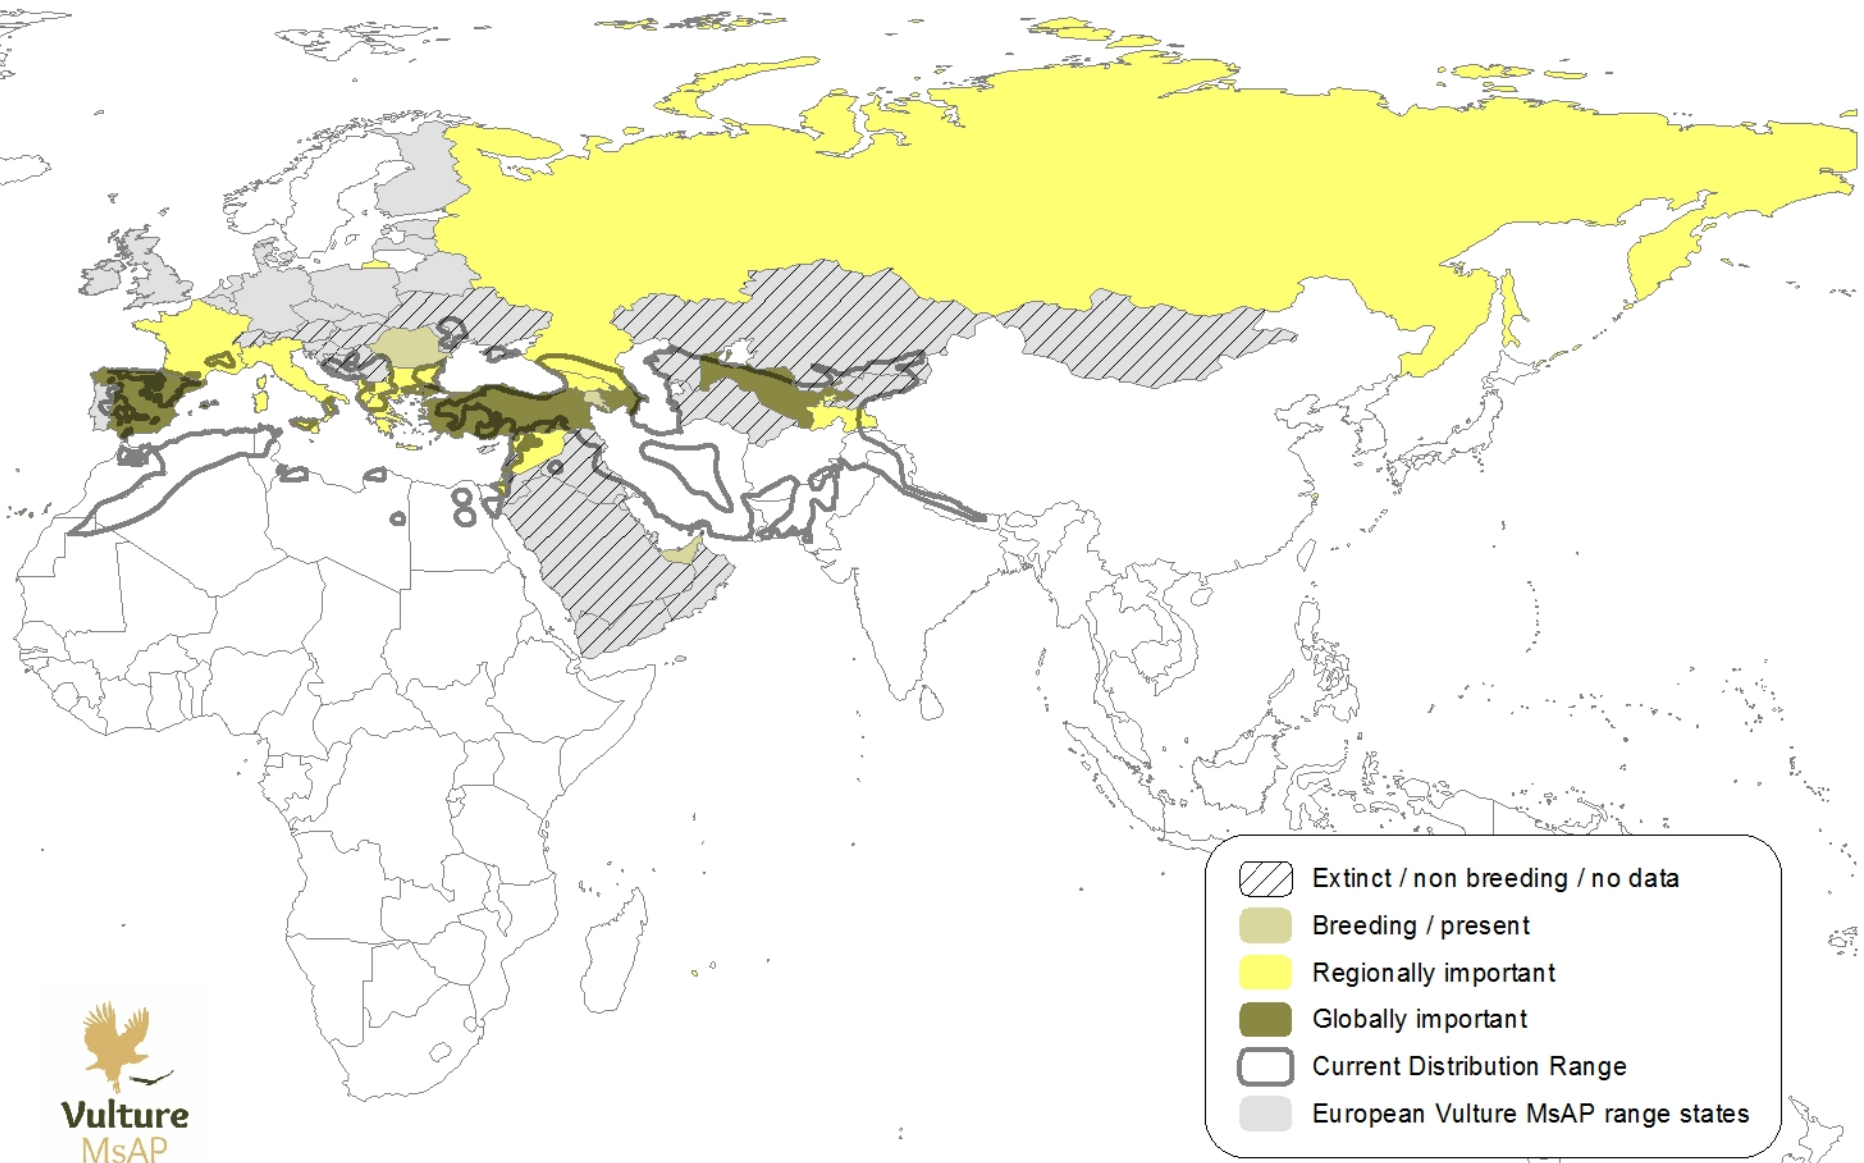 Extinct / non breeding / no data
Breeding / present
Regionally important
Globally important
Current Distribution Range
European Vulture MsAP range states
Vulture
MsAP